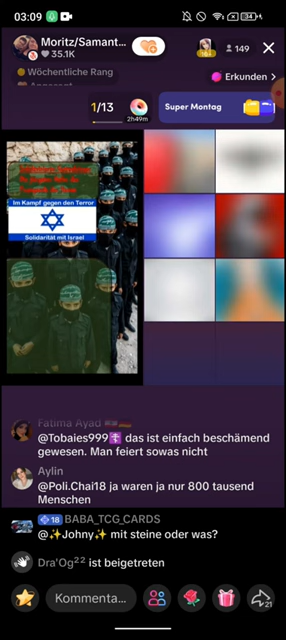 03:09
34
Moritz/Samant...
35.1K
149
Wöchentliche Rang
Erkunden >
1/13
2h49m
Super Montag
Im Kampf gegen den Terror
Solidarität mit Israel
Fatima Ayad
@Tobaies999 das ist einfach beschämend
gewesen. Man feiert sowas nicht
Aylin
@Poli.Chai18 ja waren ja nur 800 tausend
Menschen
18 BABA_TCG_CARDS
@✨Johny✨ mit steine oder was?
Dra'Og²² ist beigetreten
Kommenta...
21